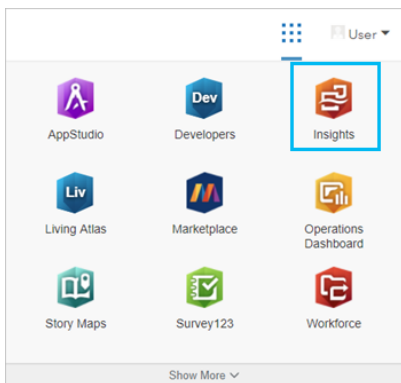 User
AppStudio
Dev
Developers
Insights
Liv
Living Atlas
Marketplace
Operations
Dashboard
Story Maps
Survey123
Workforce
Show More